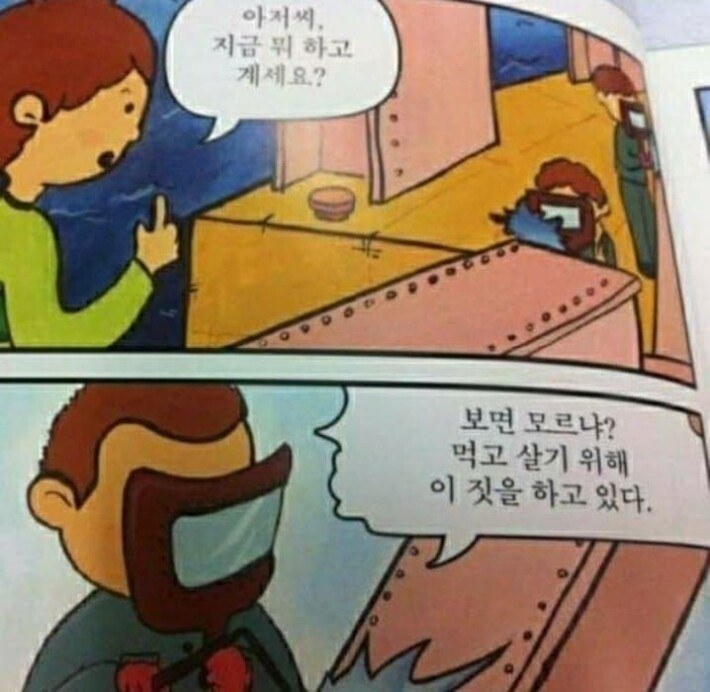 아저씨,
지금 뭐 하고
계세요?
보면 모르냐?
먹고 살기 위해
이 짓을 하고 있다.